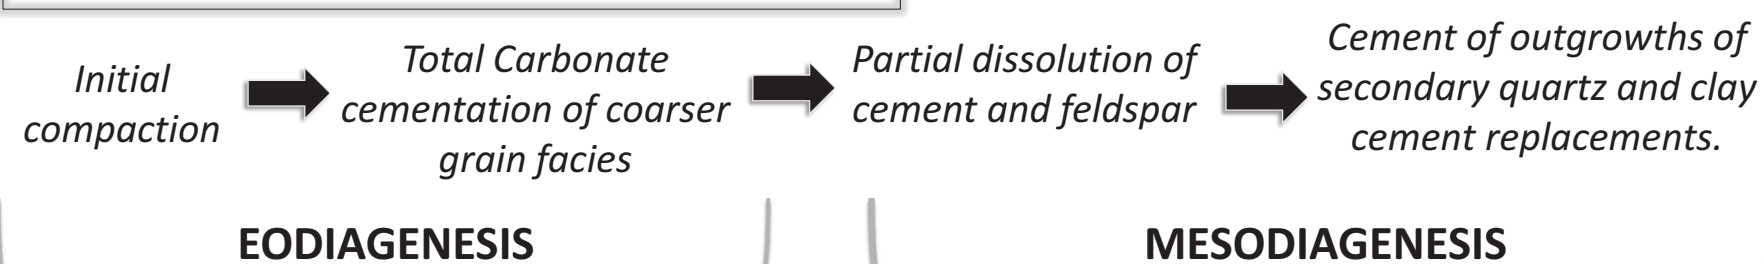 Initial
compaction
Total Carbonate
cementation of coarser
grain facies
Partial dissolution of
cement and feldspar
Cement of outgrowths of
secondary quartz and clay
cement replacements.
EODIAGENESIS
MESODIAGENESIS